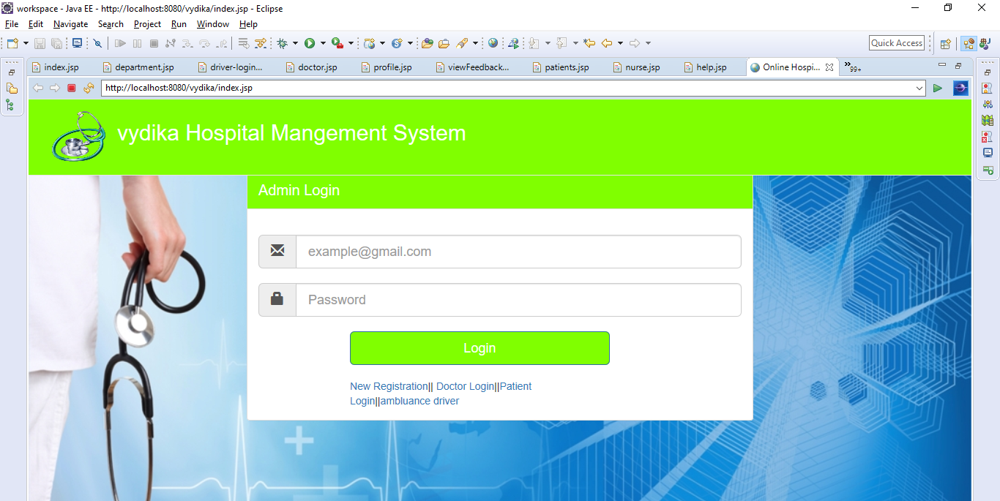 workspace - Java EE - http://localhost:8080/vydika/index.jsp - Eclipse
File Edit Navigate Search Project Run Window Help
Quick Access
index.jsp department.jsp driver-login... doctor.jsp profile.jsp viewFeedback... patients.jsp nurse.jsp help.jsp Online Hospi... »99+
http://localhost:8080/vydika/index.jsp
vydika Hospital Mangement System
Admin Login
example@gmail.com
Password
Login
New Registration|| Doctor Login||Patient
Login||ambluance driver